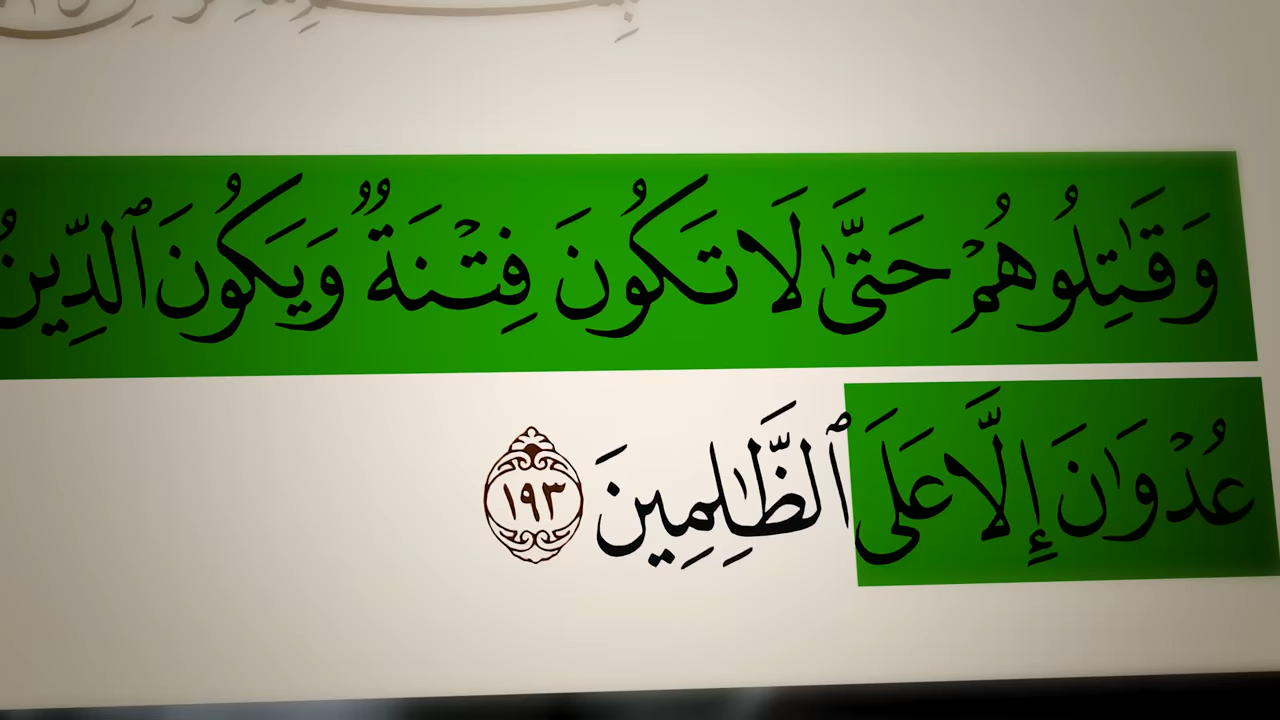 وَقَٰتِلُوهُمْ حَتَّىٰ لَا تَكُونَ فِتْنَةٌ وَيَكُونَ ٱلدِّينُ
عُدْوَٰنَ إِلَّا عَلَى ٱلظَّٰلِمِينَ ١٩٣